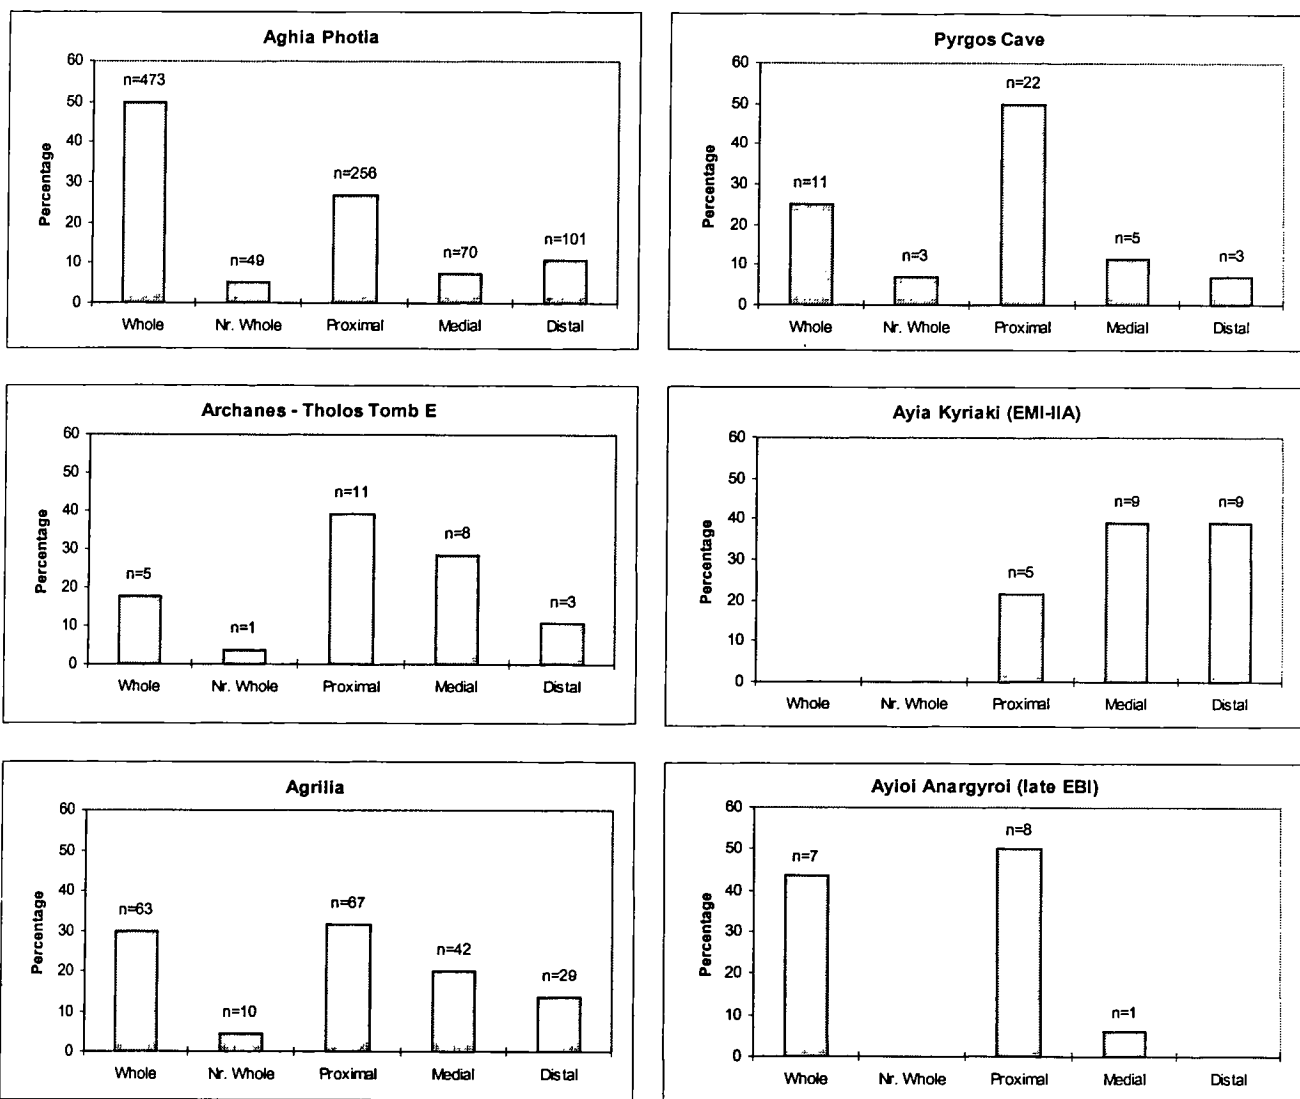 Aghia Photia
60
50
40
30
20
10
0
Percentage
n=473
n=49
n=256
n=70
n=101
Whole Nr. Whole Proximal Medial Distal
Pyrgos Cave
60
50
40
30
20
10
0
Percentage
n=11
n=3
n=22
n=5
n=3
Whole Nr. Whole Proximal Medial Distal
Archanes - Tholos Tomb E
60
50
40
30
20
10
0
Percentage
n=5
n=1
n=11
n=8
n=3
Whole Nr. Whole Proximal Medial Distal
Ayia Kyriaki (EMI-IIA)
60
50
40
30
20
10
0
Percentage
n=5
n=9
n=9
Whole Nr. Whole Proximal Medial Distal
Agrilia
60
50
40
30
20
10
0
Percentage
n=63
n=10
n=67
n=42
n=29
Whole Nr. Whole Proximal Medial Distal
Ayioi Anargyroi (late EBI)
60
50
40
30
20
10
0
Percentage
n=7
n=8
n=1
Whole Nr. Whole Proximal Medial Distal